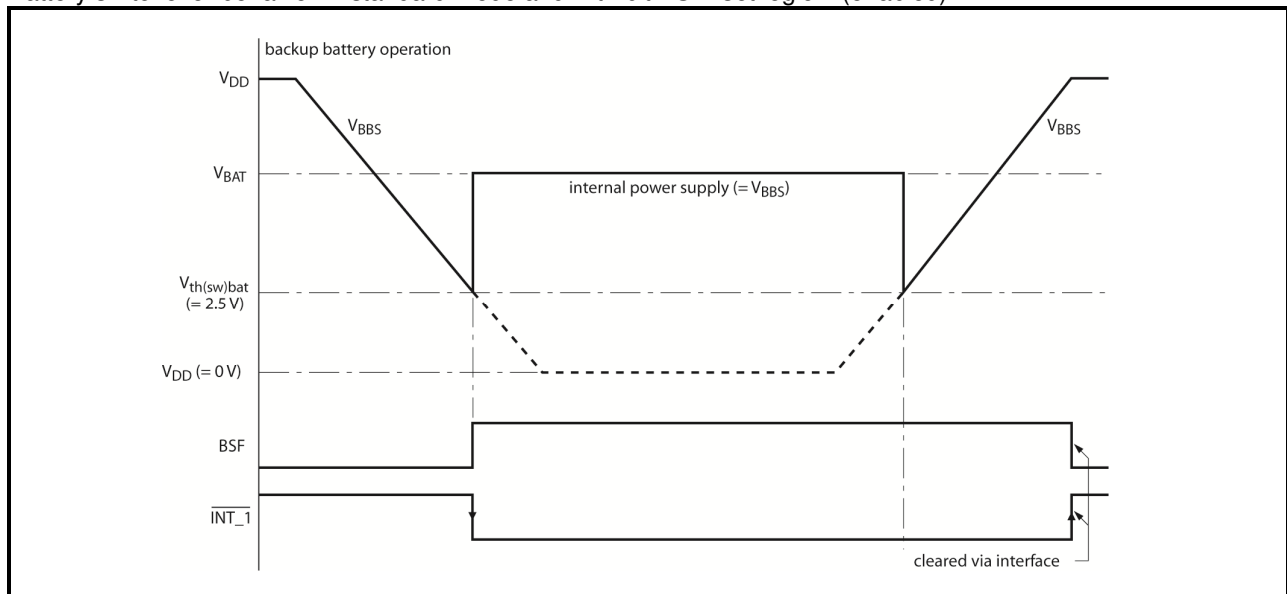 backup battery operation
VDD
VBBS
VBBS
VBAT
internal power supply (= VBBS)
Vth(sw)bat
(= 2.5 V)
VDD (= 0 V)
BSF
INT_1
cleared via interface